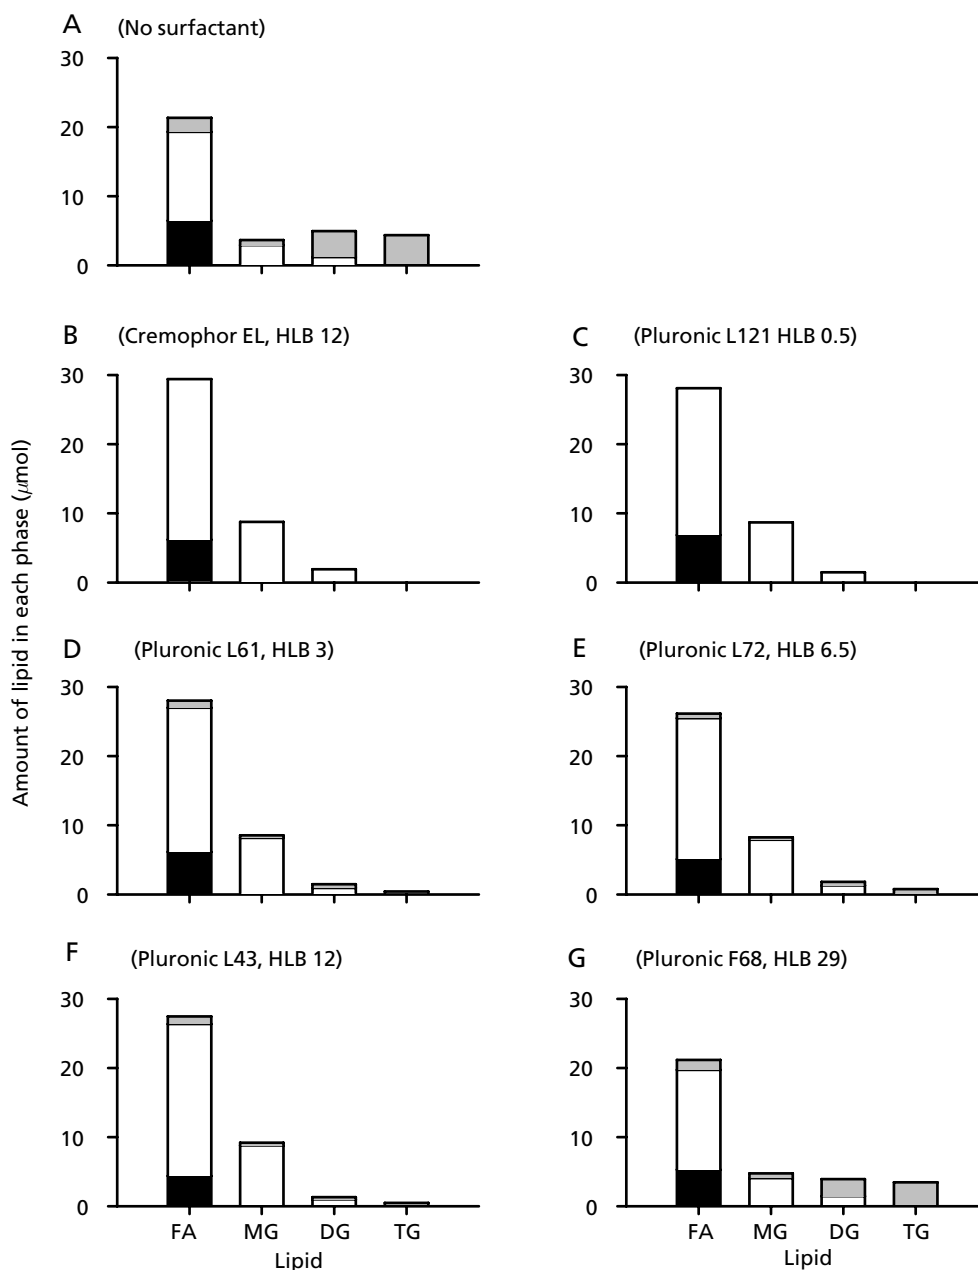 A (No surfactant)
30
20
10
0
B (Cremophor EL, HLB 12)
30
20
10
0
C (Pluronic L121 HLB 0.5)
30
20
10
0
Amount of lipid in each phase (μmol)
D (Pluronic L61, HLB 3)
30
20
10
0
E (Pluronic L72, HLB 6.5)
30
20
10
0
F (Pluronic L43, HLB 12)
30
20
10
0
FA MG DG TG
Lipid
G (Pluronic F68, HLB 29)
30
20
10
0
FA MG DG TG
Lipid